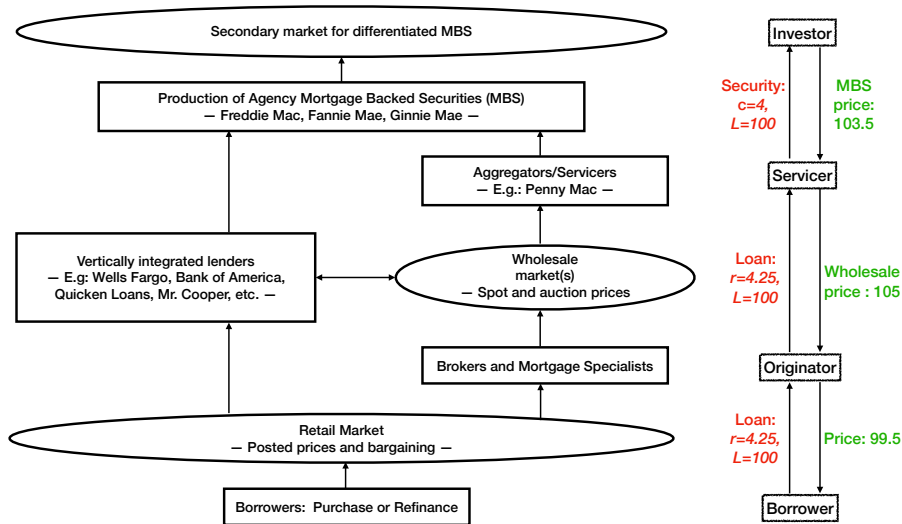 Secondary market for differentiated MBS
Production of Agency Mortgage Backed Securities (MBS)
— Freddie Mac, Fannie Mae, Ginnie Mae —
Aggregators/Servicers
— E.g.: Penny Mac —
Vertically integrated lenders
— E.g: Wells Fargo, Bank of America,
Quicken Loans, Mr. Cooper, etc. —
Wholesale
market(s)
— Spot and auction prices
Brokers and Mortgage Specialists
Retail Market
— Posted prices and bargaining —
Borrowers: Purchase or Refinance
Investor
Security:
c=4,
L=100
MBS
price:
103.5
Servicer
Loan:
r=4.25,
L=100
Wholesale
price : 105
Originator
Loan:
r=4.25,
L=100
Price: 99.5
Borrower